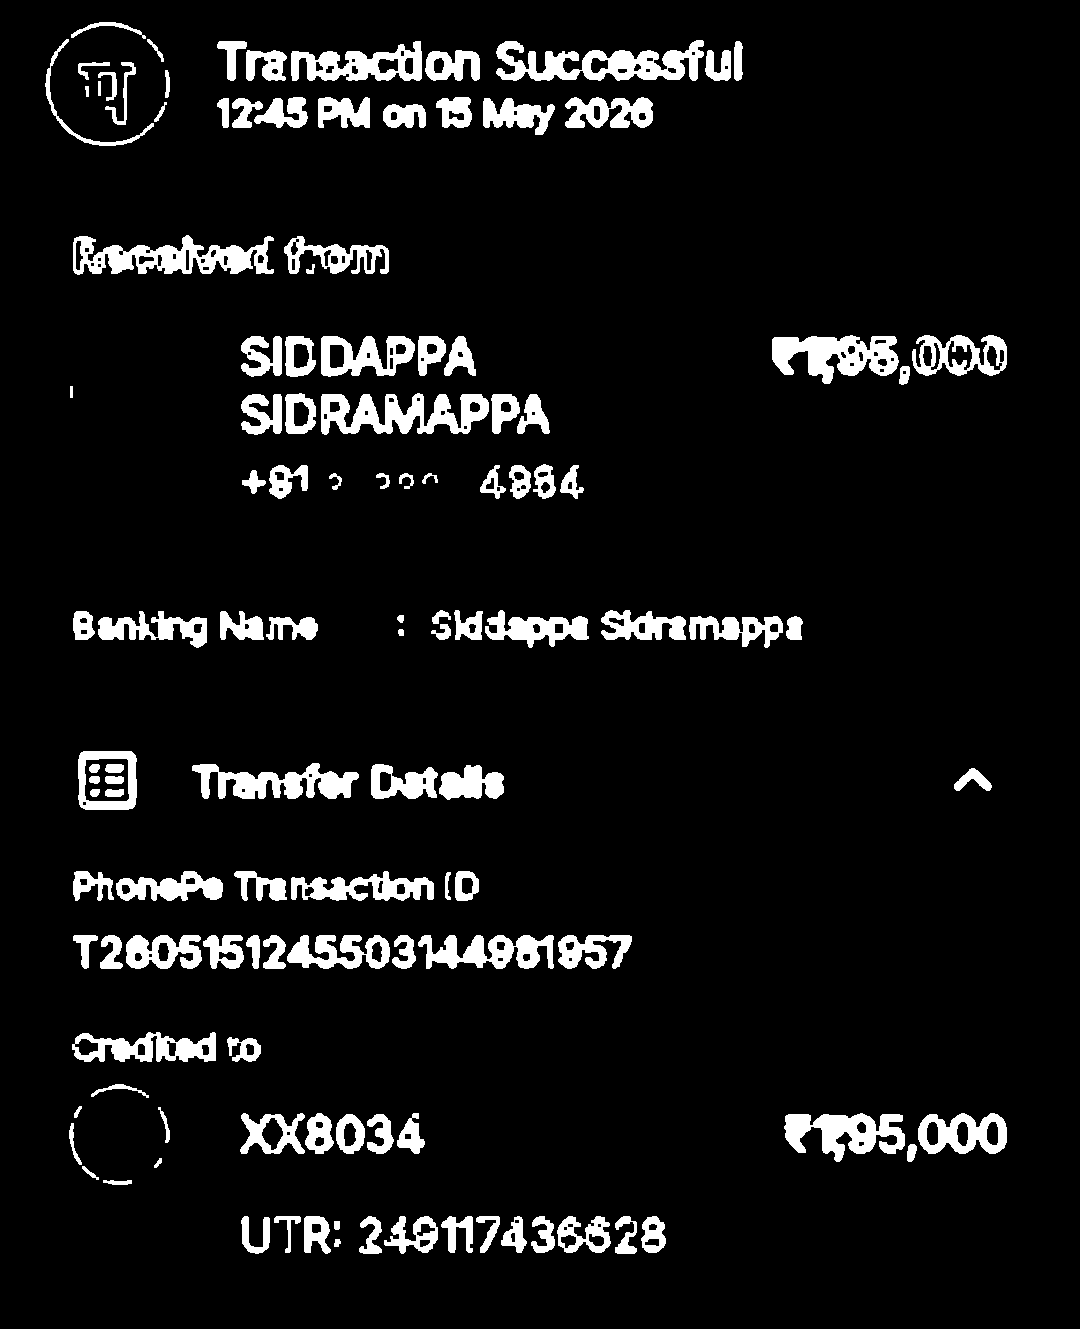 Transaction Successful
12:45 PM on 15 May 2026
Received from
SIDDAPPA
SIDRAMAPPA
4984
Banking Name : Siddappa Sidramappa
Transfer Details
PhonePe Transaction ID
T2605151245503144981957
Credited to
XX8034
UTR: 249117436628